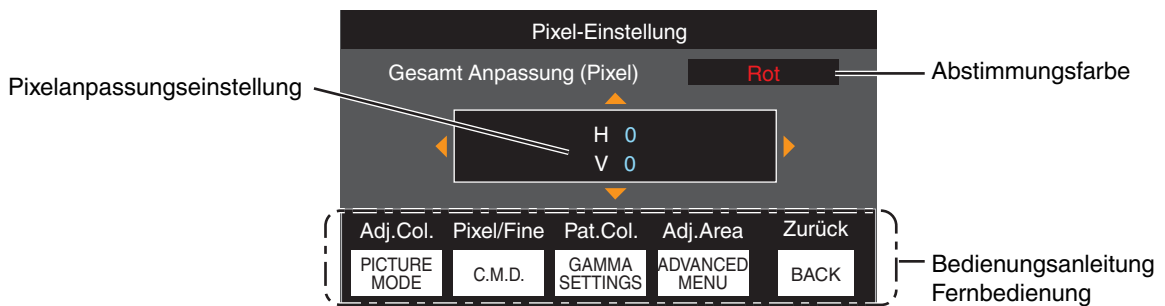 Pixel-Einstellung
Gesamt Anpassung (Pixel) Rot
Abstimmungsfarbe
Pixelanpassungseinstellung
H 0
V 0
Adj.Col. Pixel/Fine Pat.Col. Adj.Area Zurück
PICTURE MODE C.M.D. GAMMA SETTINGS ADVANCED MENU BACK
Bedienungsanleitung
Fernbedienung